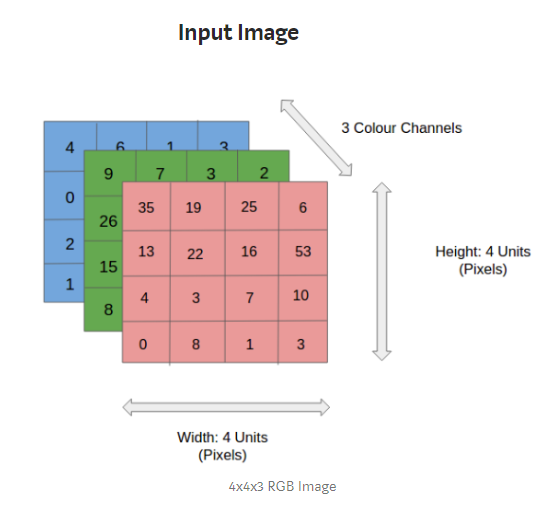 Input Image
3 Colour Channels
4 6 1 3
9 7 3 2
0
35 19 25 6
26
13 22 16 53
2
15
4 3 7 10
1
8
0 8 1 3
Height: 4 Units
(Pixels)
Width: 4 Units
(Pixels)
4x4x3 RGB Image